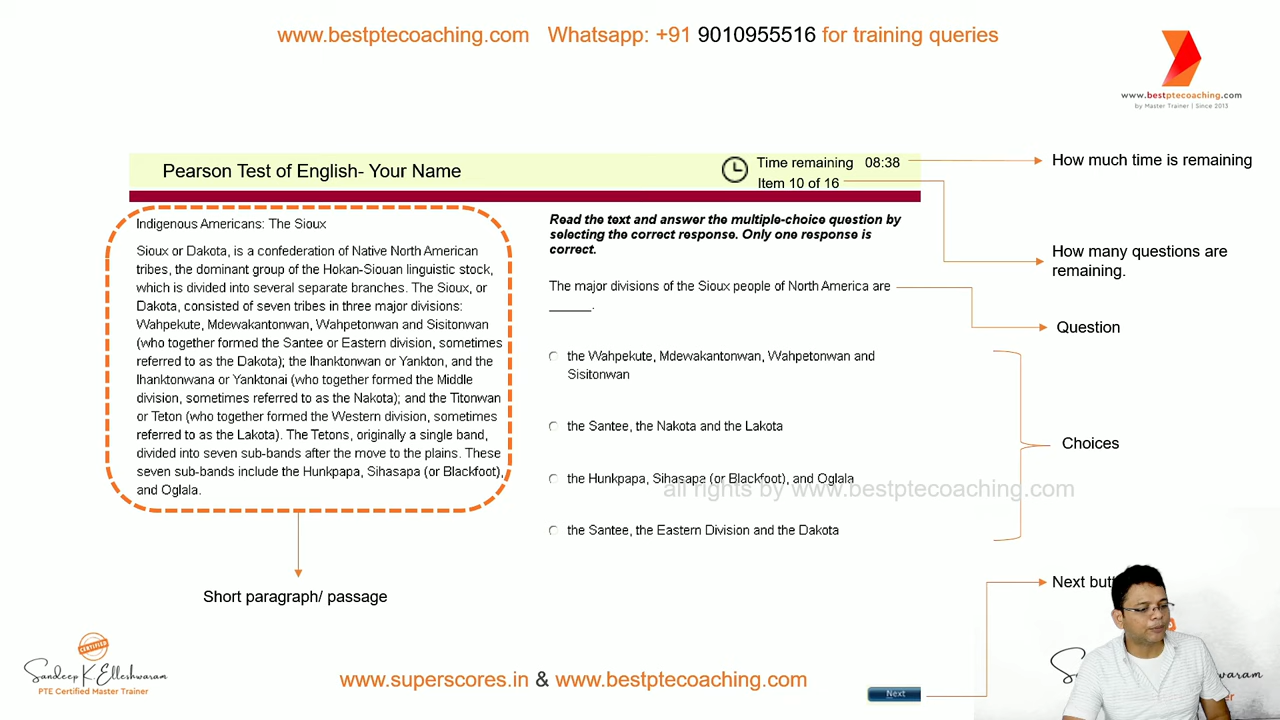 www.bestptecoaching.com Whatsapp: +91 9010955516 for training queries
www.bestptecoaching.com
by Master Trainer | Since 2013
Pearson Test of English- Your Name
Time remaining 08:38
Item 10 of 16
How much time is remaining
How many questions are
remaining.
Indigenous Americans: The Sioux
Sioux or Dakota, is a confederation of Native North American
tribes, the dominant group of the Hokan-Siouan linguistic stock,
which is divided into several separate branches. The Sioux, or
Dakota, consisted of seven tribes in three major divisions:
Wahpekute, Mdewakantonwan, Wahpetonwan and Sisitonwan
(who together formed the Santee or Eastern division, sometimes
referred to as the Dakota); the Ihanktonwan or Yankton, and the
Ihanktonwana or Yanktonai (who together formed the Middle
division, sometimes referred to as the Nakota); and the Titonwan
or Teton (who together formed the Western division, sometimes
referred to as the Lakota). The Tetons, originally a single band,
divided into seven sub-bands after the move to the plains. These
seven sub-bands include the Hunkpapa, Sihasapa (or Blackfoot),
and Oglala.
Short paragraph/ passage
Read the text and answer the multiple-choice question by
selecting the correct response. Only one response is
correct.
The major divisions of the Sioux people of North America are
______.
Question
the Wahpekute, Mdewakantonwan, Wahpetonwan and
Sisitonwan
the Santee, the Nakota and the Lakota
the Hunkpapa, Sihasapa (or Blackfoot), and Oglala
all rights by www.bestptecoaching.com
the Santee, the Eastern Division and the Dakota
Choices
Next
CERTIFIED
Sandeep K. Elleshwaram
PTE Certified Master Trainer
www.superscores.in & www.bestptecoaching.com
Next